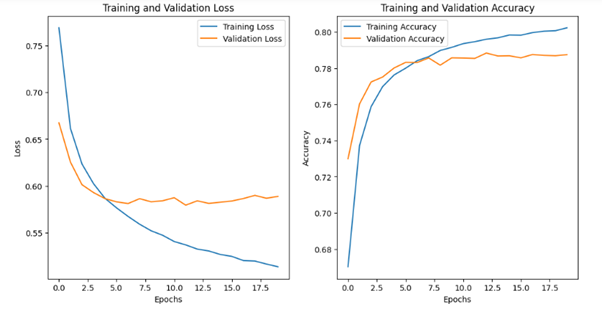 Training and Validation Loss
Training Loss
Validation Loss
0.75
0.70
0.65
0.60
0.55
Loss
0.0 2.5 5.0 7.5 10.0 12.5 15.0 17.5
Epochs
Training and Validation Accuracy
Training Accuracy
Validation Accuracy
0.80
0.78
0.76
0.74
0.72
0.70
0.68
Accuracy
0.0 2.5 5.0 7.5 10.0 12.5 15.0 17.5
Epochs